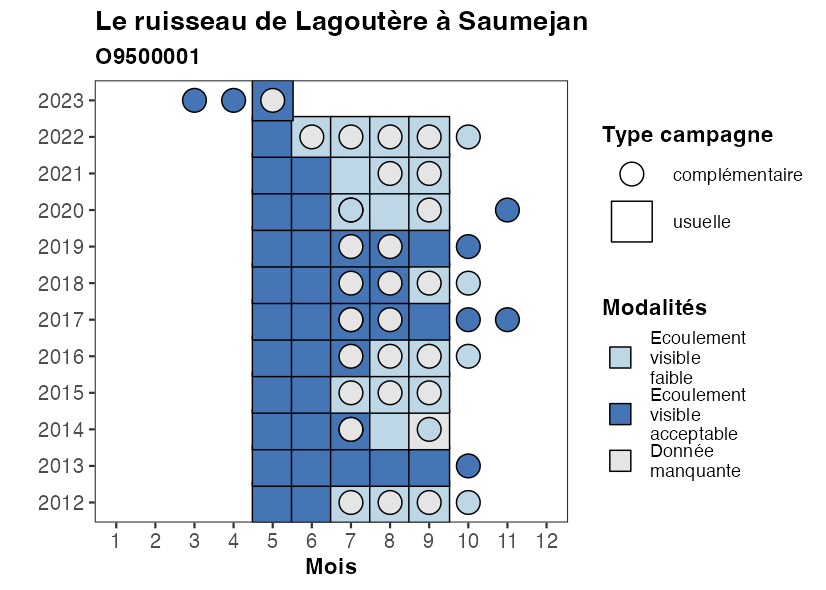 Le ruisseau de Lagoutère à Saumejan
O9500001
2023
2022
2021
2020
2019
2018
2017
2016
2015
2014
2013
2012
1 2 3 4 5 6 7 8 9 10 11 12
Mois
Type campagne
complémentaire
usuelle
Modalités
Ecoulement
visible
faible
Ecoulement
visible
acceptable
Donnée
manquante